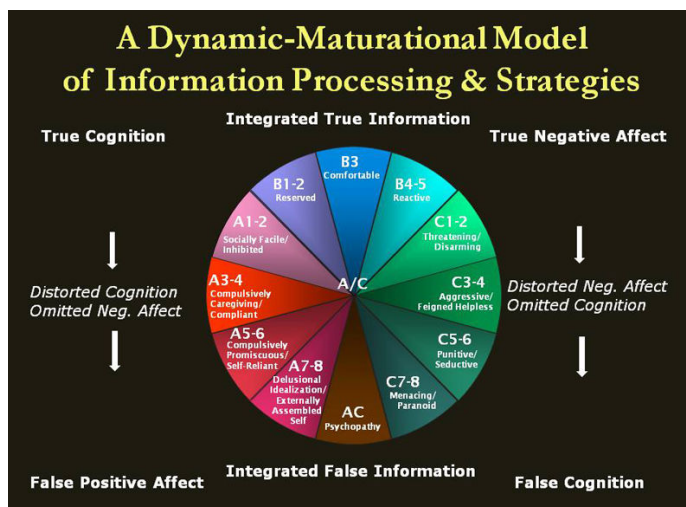 A Dynamic-Maturational Model
of Information Processing & Strategies
Integrated True Information
True Cognition
True Negative Affect
B3
Comfortable
B1-2
Reserved
B4-5
Reactive
A1-2
Socially Facile/
Inhibited
C1-2
Threatening/
Disarming
A/C
A3-4
Compulsively
Caregiving/
Compliant
C3-4
Aggressive/
Feigned Helpless
Distorted Cognition
Omitted Neg. Affect
Distorted Neg. Affect
Omitted Cognition
A5-6
Compulsively
Promiscuous/
Self-Reliant
C5-6
Punitive/
Seductive
A7-8
Delusional
Idealization/
Externally
Assembled
Self
C7-8
Menacing/
Paranoid
AC
Psychopathy
Integrated False Information
False Positive Affect
False Cognition